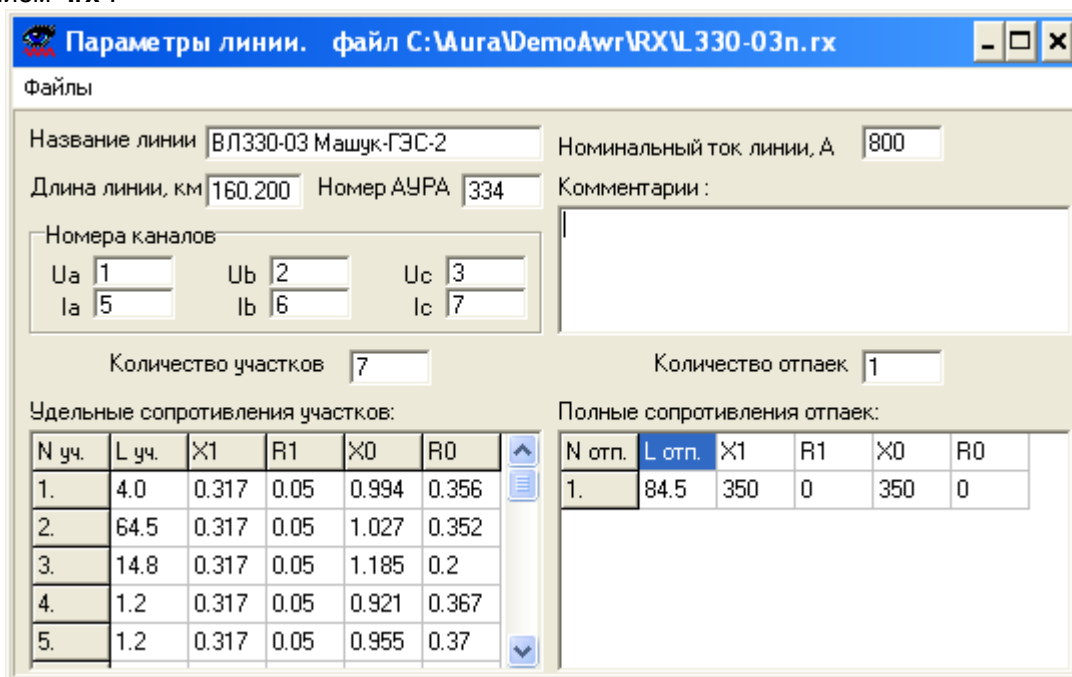 Параметры линии. файл C:\Aura\DemoAwr\RX\L330-03n.rx
Файлы
Название линии ВЛ330-03 Машук-ГЭС-2
Номинальный ток линии, А 800
Длина линии, км 160.200 Номер АУРА 334
Комментарии :
Номера каналов
Ua 1 Ub 2 Uc 3
Ia 5 Ib 6 Ic 7
Количество участков 7
Количество отпаек 1
Удельные сопротивления участков:
N уч. L уч. X1 R1 X0 R0
1. 4.0 0.317 0.05 0.994 0.356
2. 64.5 0.317 0.05 1.027 0.352
3. 14.8 0.317 0.05 1.185 0.2
4. 1.2 0.317 0.05 0.921 0.367
5. 1.2 0.317 0.05 0.955 0.37
Полные сопротивления отпаек:
N отп. L отп. X1 R1 X0 R0
1. 84.5 350 0 350 0